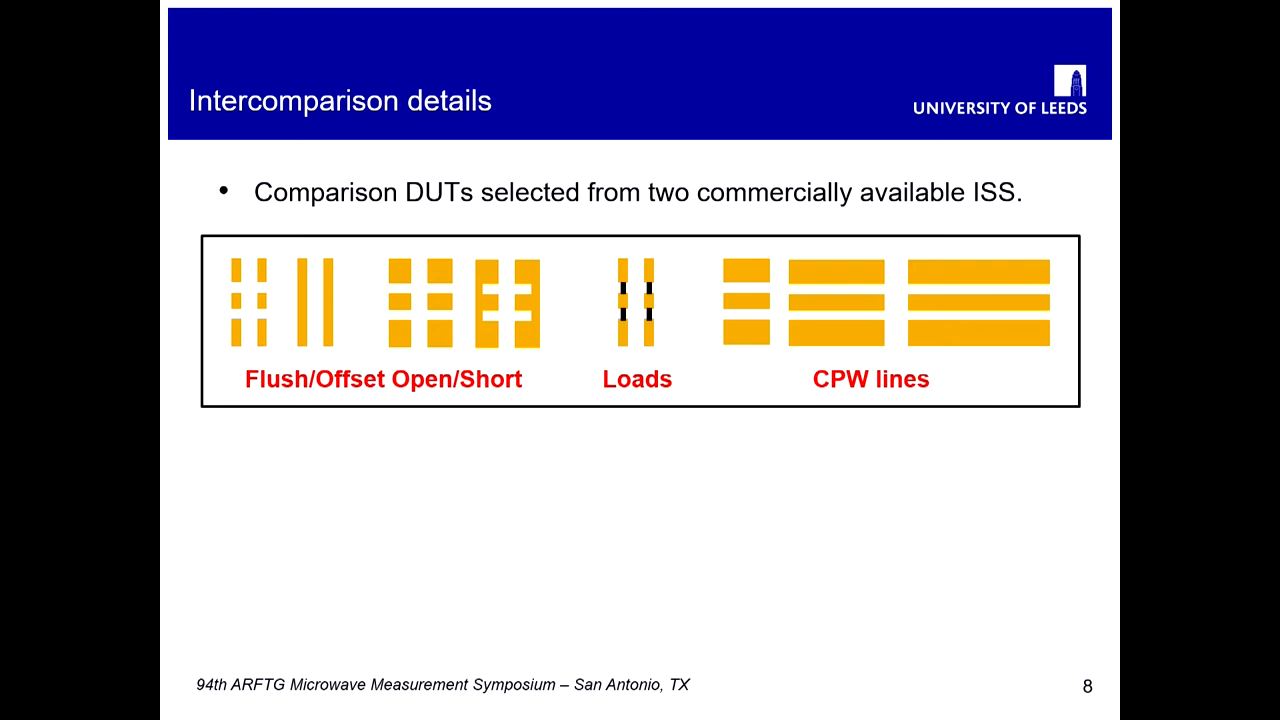 Intercomparison details
UNIVERSITY OF LEEDS
• Comparison DUTs selected from two commercially available ISS.
Flush/Offset Open/Short
Loads
CPW lines
94th ARFTG Microwave Measurement Symposium – San Antonio, TX
8